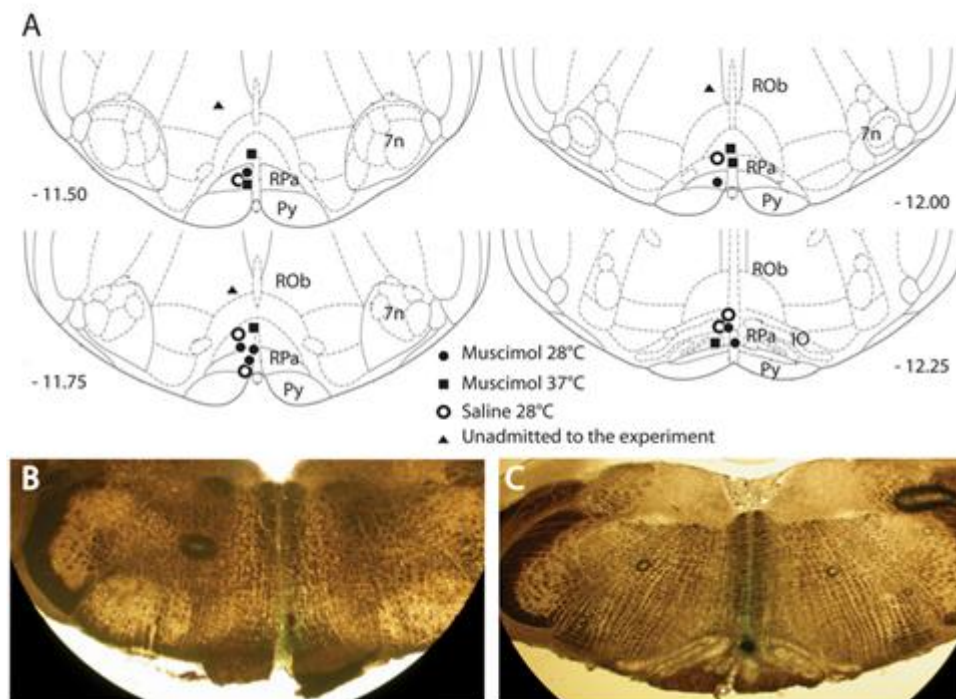 A
7n
RPa
Py
- 11.50
ROb
7n
RPa
Py
- 12.00
ROb
7n
RPa
Py
- 11.75
ROb
RPa
IO
Py
- 12.25
Muscimol 28°C
Muscimol 37°C
Saline 28°C
Unadmitted to the experiment
B
C